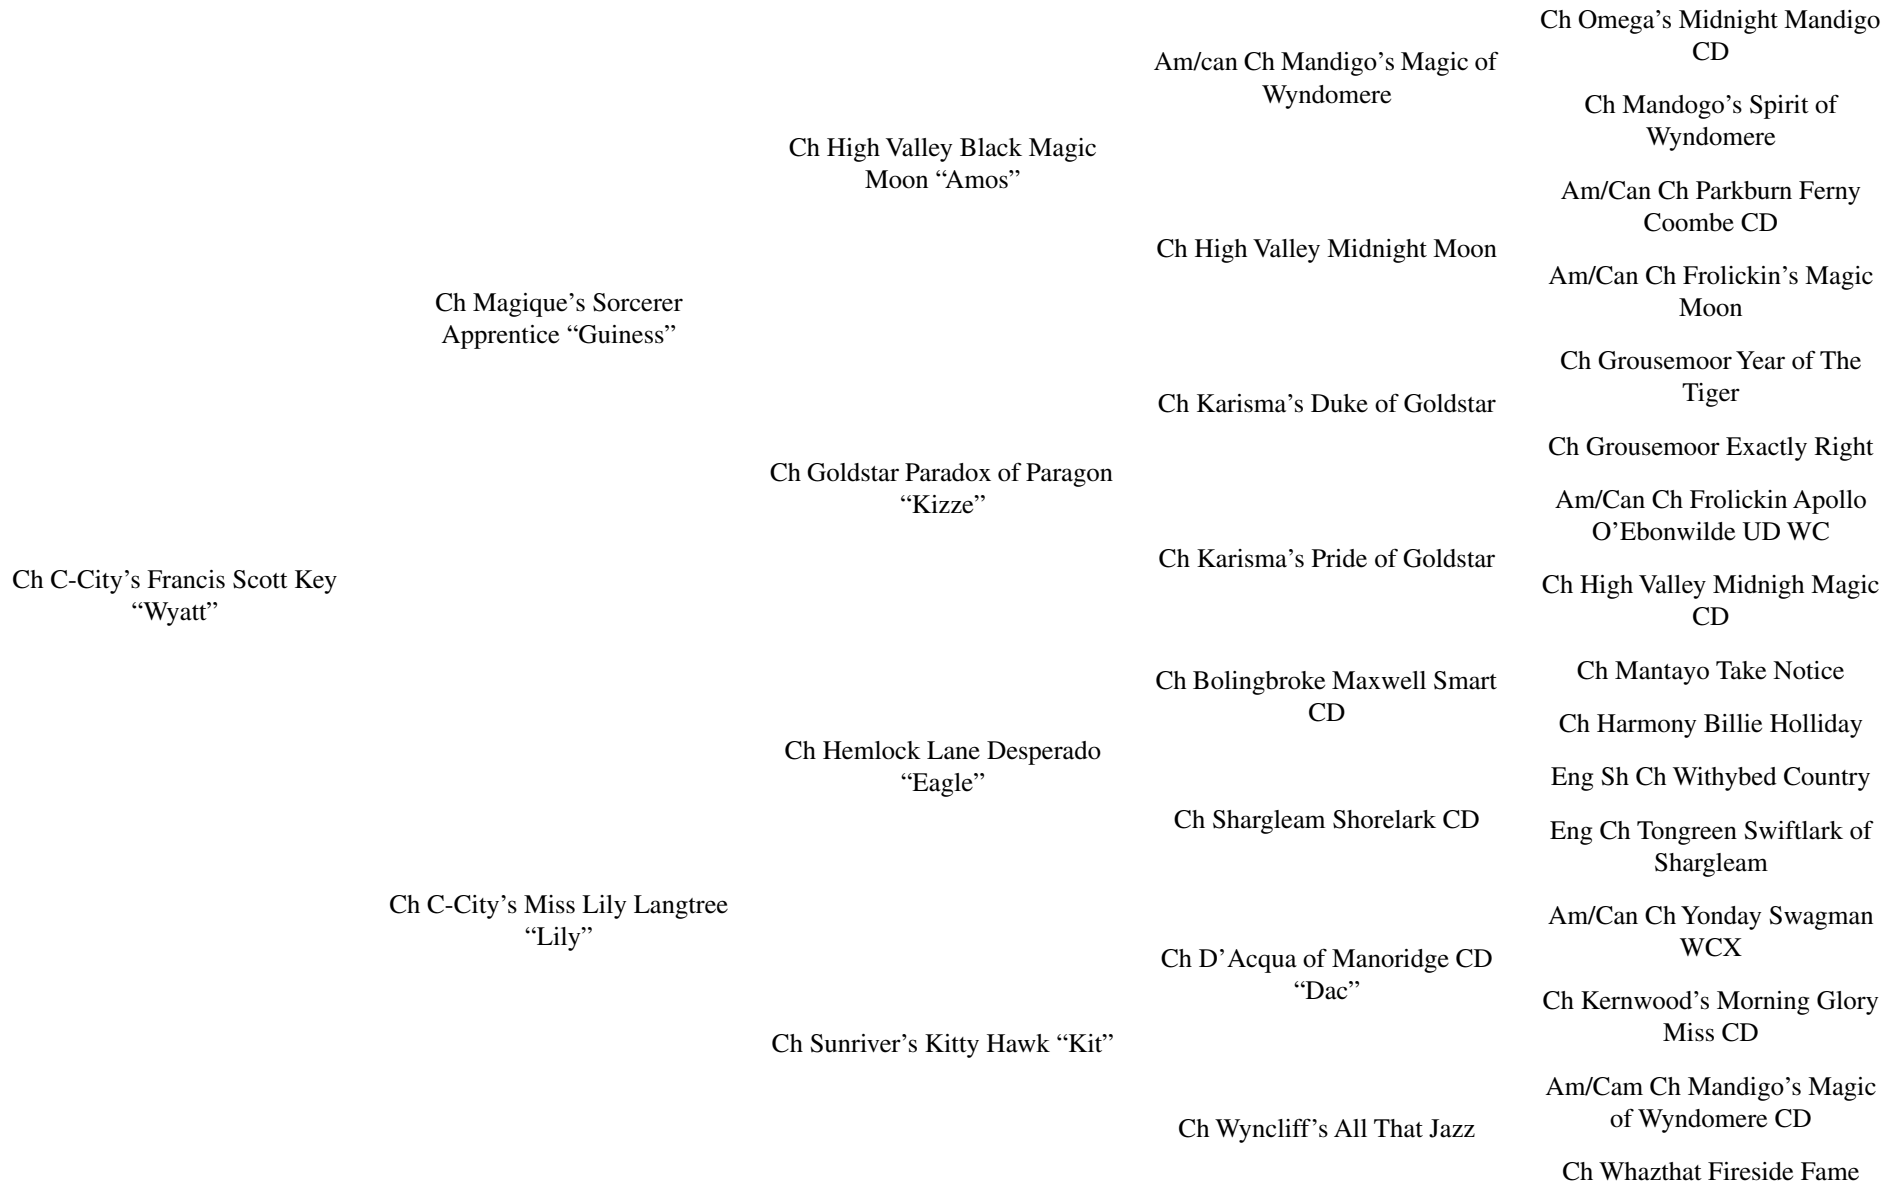 Ch C-City’s Francis Scott Key
“Wyatt”
Ch Magique’s Sorcerer
Apprentice “Guiness”
Ch C-City’s Miss Lily Langtree
“Lily”
Ch High Valley Black Magic
Moon “Amos”
Ch Goldstar Paradox of Paragon
“Kizze”
Ch Hemlock Lane Desperado
“Eagle”
Ch Sunriver’s Kitty Hawk “Kit”
Am/can Ch Mandigo’s Magic of
Wyndomere
Ch High Valley Midnight Moon
Ch Karisma’s Duke of Goldstar
Ch Karisma’s Pride of Goldstar
Ch Bolingbroke Maxwell Smart
CD
Ch Shargleam Shorelark CD
Ch D’Acqua of Manoridge CD
“Dac”
Ch Wyncliff’s All That Jazz
Ch Omega’s Midnight Mandigo
CD
Ch Mandogo’s Spirit of
Wyndomere
Am/Can Ch Parkburn Ferny
Coombe CD
Am/Can Ch Frolickin’s Magic
Moon
Ch Grousemoor Year of The
Tiger
Ch Grousemoor Exactly Right
Am/Can Ch Frolickin Apollo
O’Ebonwilde UD WC
Ch High Valley Midnigh Magic
CD
Ch Mantayo Take Notice
Ch Harmony Billie Holliday
Eng Sh Ch Withybed Country
Eng Ch Tongreen Swiftlark of
Shargleam
Am/Can Ch Yonday Swagman
WCX
Ch Kernwood’s Morning Glory
Miss CD
Am/Cam Ch Mandigo’s Magic
of Wyndomere CD
Ch Whazthat Fireside Fame